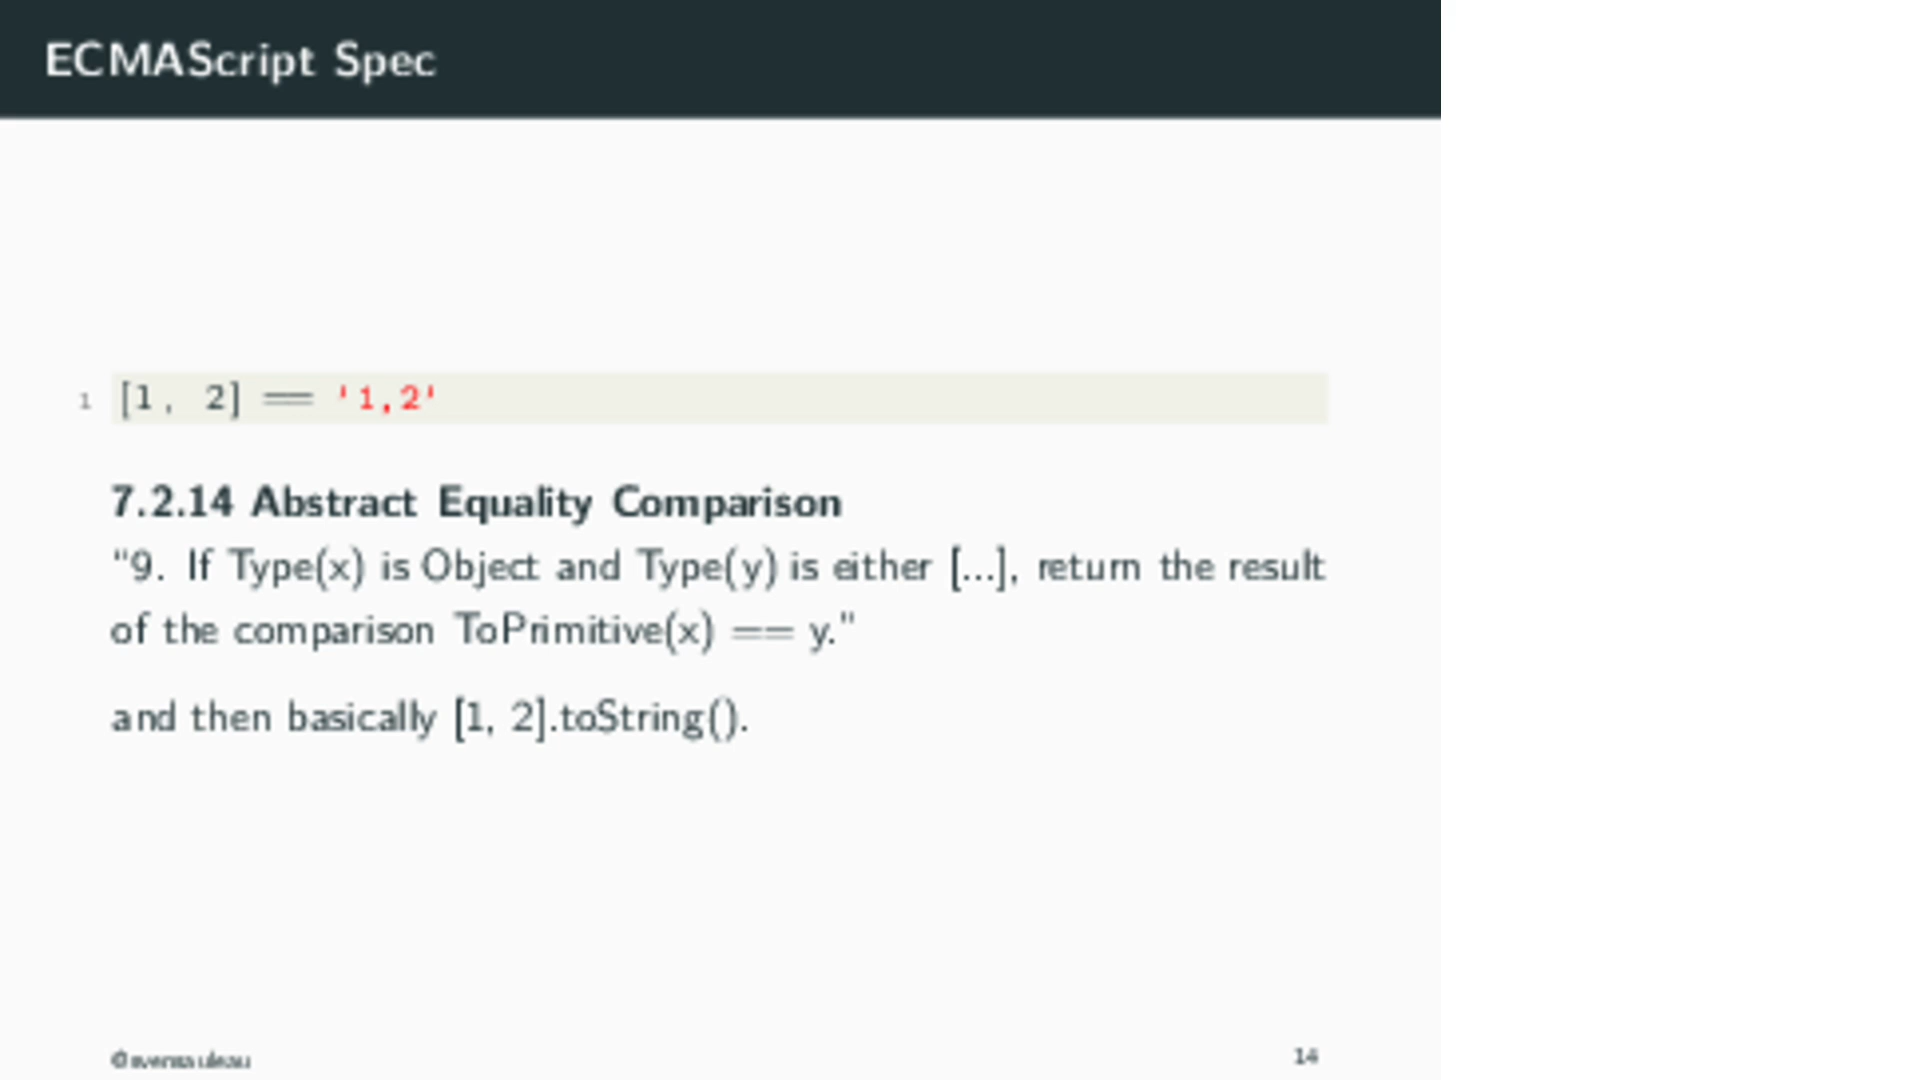 ECMAScript Spec
1 [1, 2] == '1,2'
7.2.14 Abstract Equality Comparison
"9. If Type(x) is Object and Type(y) is either [...], return the result
of the comparison ToPrimitive(x) == y."
and then basically [1, 2].toString().
@svensauleau
14